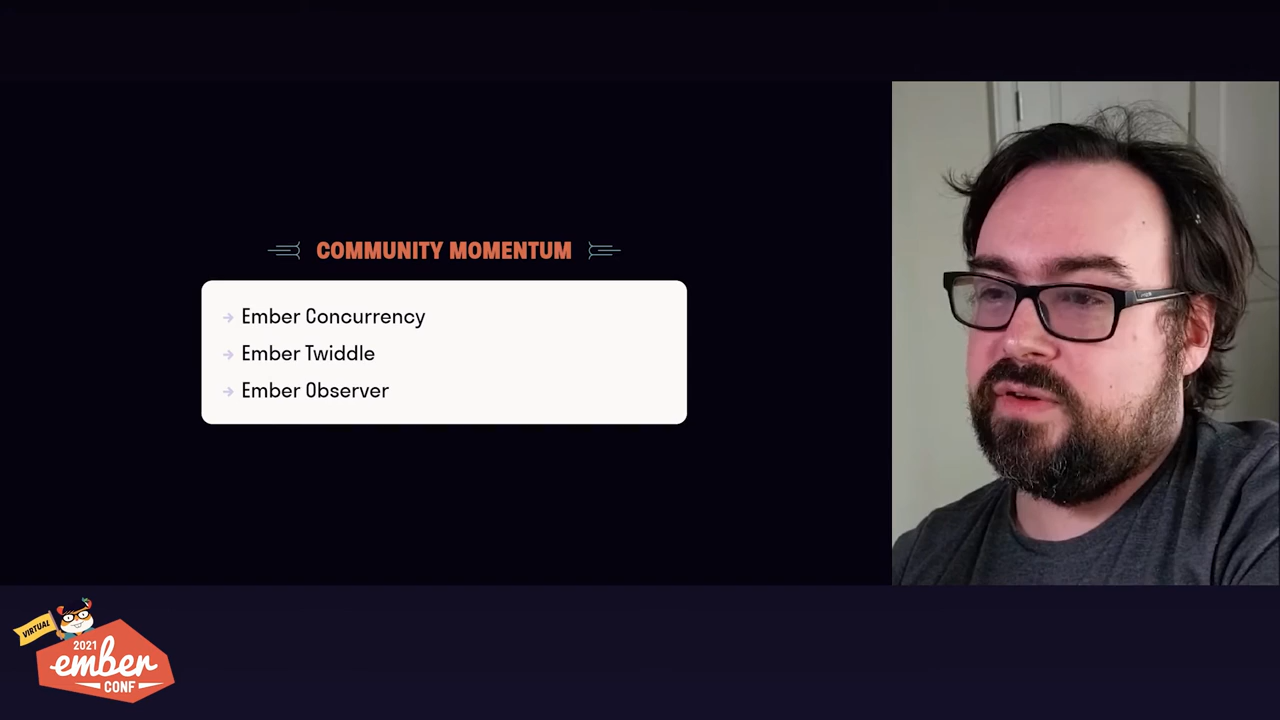 COMMUNITY MOMENTUM
Ember Concurrency
Ember Twiddle
Ember Observer
VIRTUAL
2021
ember
CONF